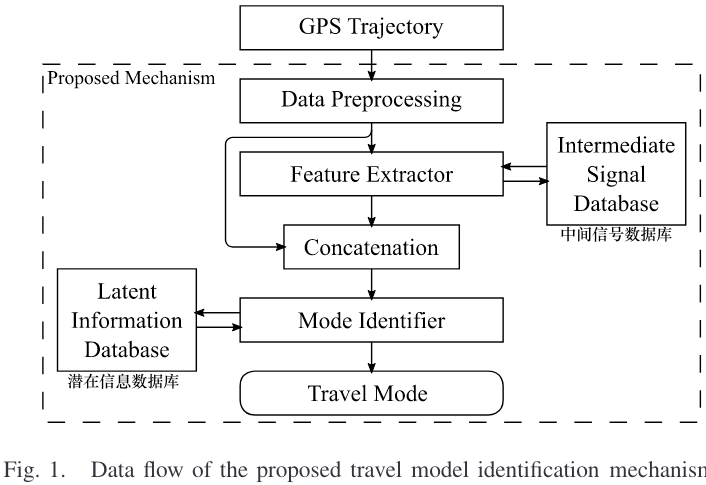 GPS Trajectory
Proposed Mechanism
Data Preprocessing
Intermediate
Signal
Database
中间信号数据库
Feature Extractor
Concatenation
Latent
Information
Database
潜在信息数据库
Mode Identifier
Travel Mode
Fig. 1. Data flow of the proposed travel model identification mechanism